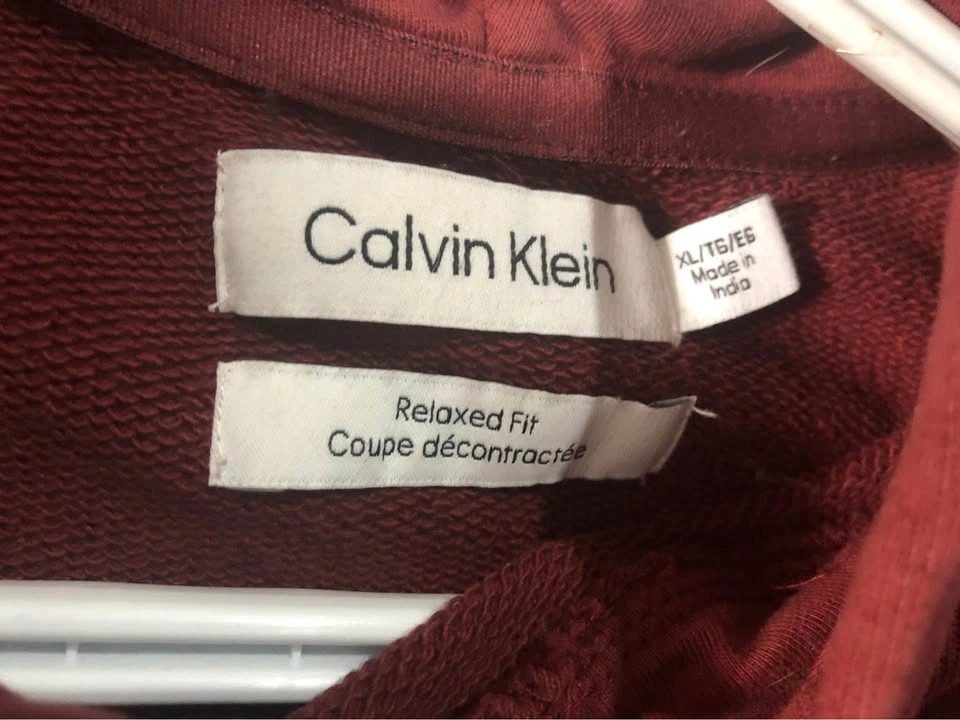 Calvin Klein
XL/TG/EG
Made in
India
Relaxed Fit
Coupe décontractée